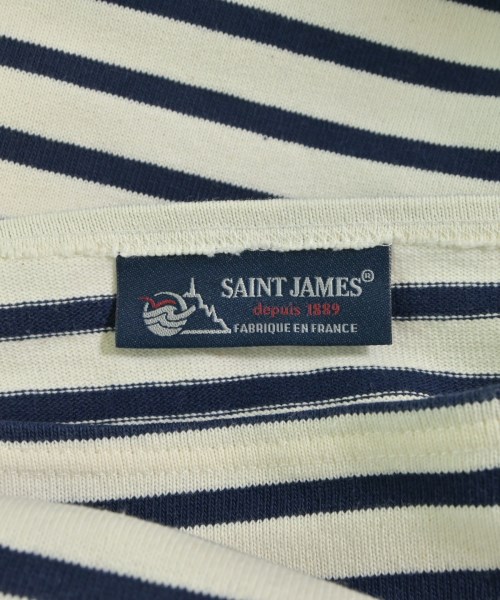 SAINT JAMES®
depuis 1889
FABRIQUE EN FRANCE